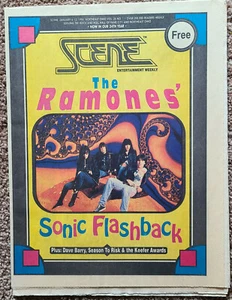 SCENE
ENTERTAINMENT WEEKLY
Free
• NOW IN OUR 24TH YEAR •
The
Ramones'
Sonic Flashback
Plus: Dave Barry, Season To Risk & the Keefer Awards